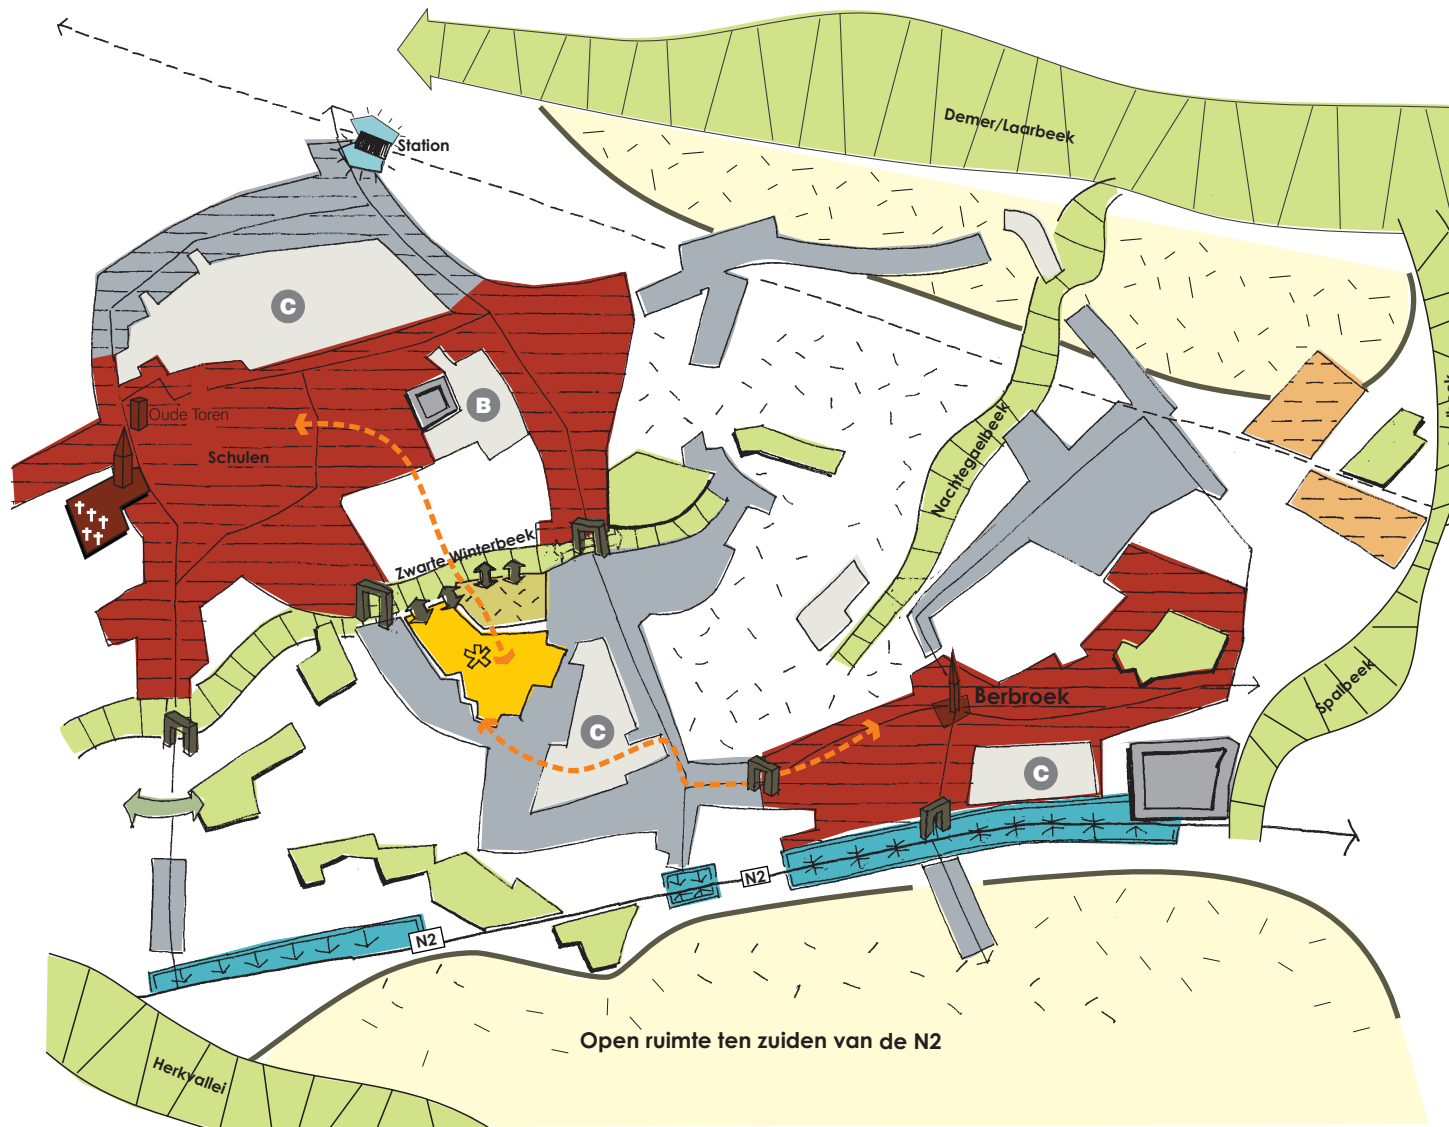 Demer/Laarbeek
Station
C
B
Oude Toren
Schulen
Nachtegaelbeek
Zwarte Winterbeek
Spalbeek
Berbroek
C
C
N2
N2
Open ruimte ten zuiden van de N2
Herkvallei